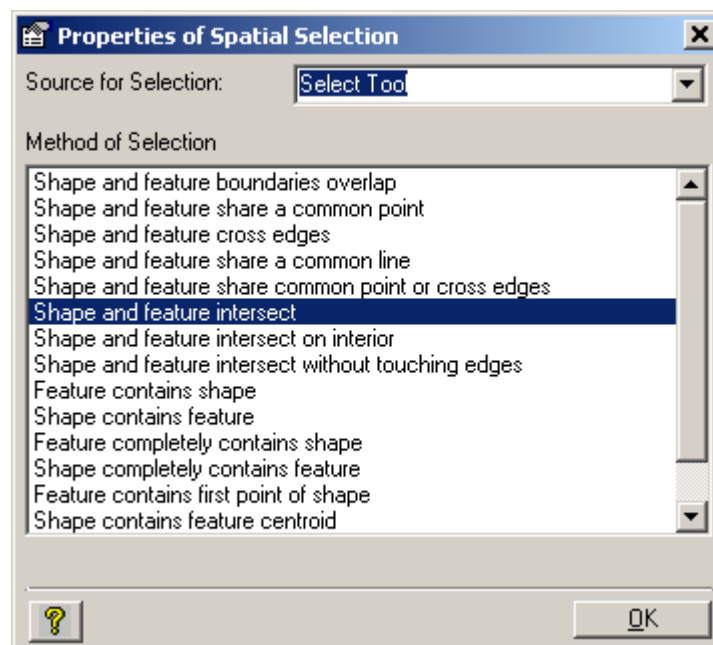 Properties of Spatial Selection
Source for Selection: Select Tool
Method of Selection
Shape and feature boundaries overlap
Shape and feature share a common point
Shape and feature cross edges
Shape and feature share a common line
Shape and feature share common point or cross edges
Shape and feature intersect
Shape and feature intersect on interior
Shape and feature intersect without touching edges
Feature contains shape
Shape contains feature
Feature completely contains shape
Shape completely contains feature
Feature contains first point of shape
Shape contains feature centroid
? OK